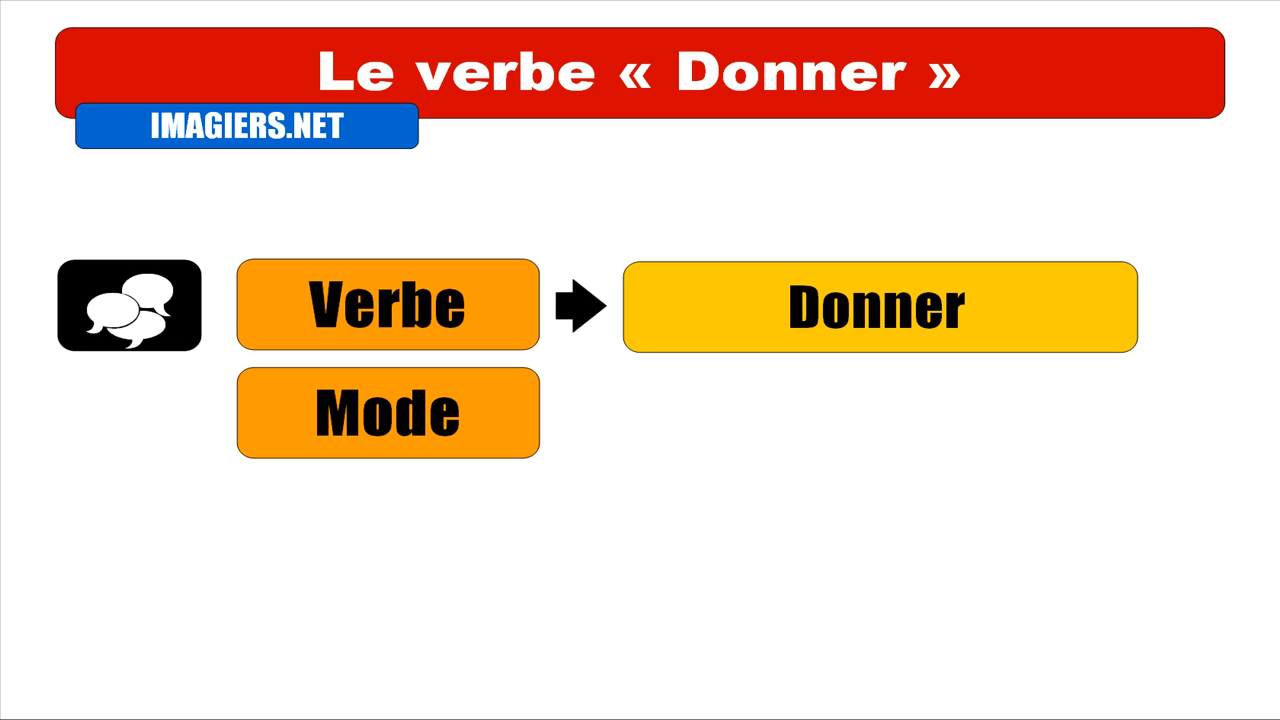 Le verbe « Donner »
IMAGIERS.NET
Verbe
Donner
Mode